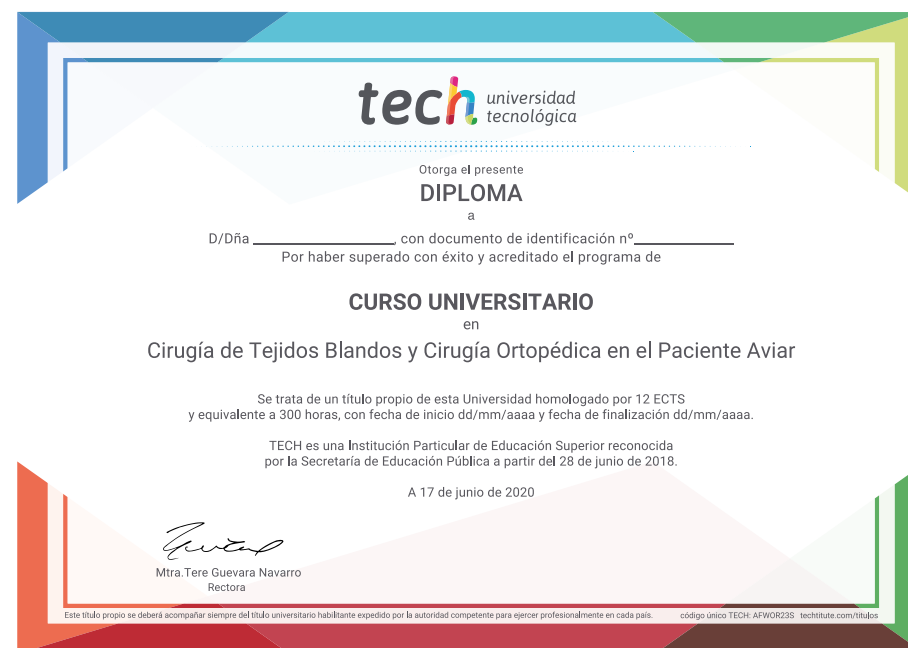 tech universidad
tecnológica
Otorga el presente
DIPLOMA
a
D/Dña ____________________, con documento de identificación nº______________
Por haber superado con éxito y acreditado el programa de
CURSO UNIVERSITARIO
en
Cirugía de Tejidos Blandos y Cirugía Ortopédica en el Paciente Aviar
Se trata de un título propio de esta Universidad homologado por 12 ECTS
y equivalente a 300 horas, con fecha de inicio dd/mm/aaaa y fecha de finalización dd/mm/aaaa.
TECH es una Institución Particular de Educación Superior reconocida
por la Secretaría de Educación Pública a partir del 28 de junio de 2018.
A 17 de junio de 2020
Mtra.Tere Guevara Navarro
Rectora
Este título propio se deberá acompañar siempre del título universitario habilitante expedido por la autoridad competente para ejercer profesionalmente en cada país. código único TECH: AFWOR23S techtitute.com/titulos